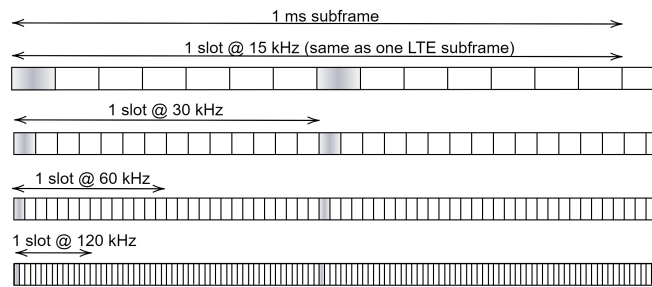 1 ms subframe
1 slot @ 15 kHz (same as one LTE subframe)
1 slot @ 30 kHz
1 slot @ 60 kHz
1 slot @ 120 kHz